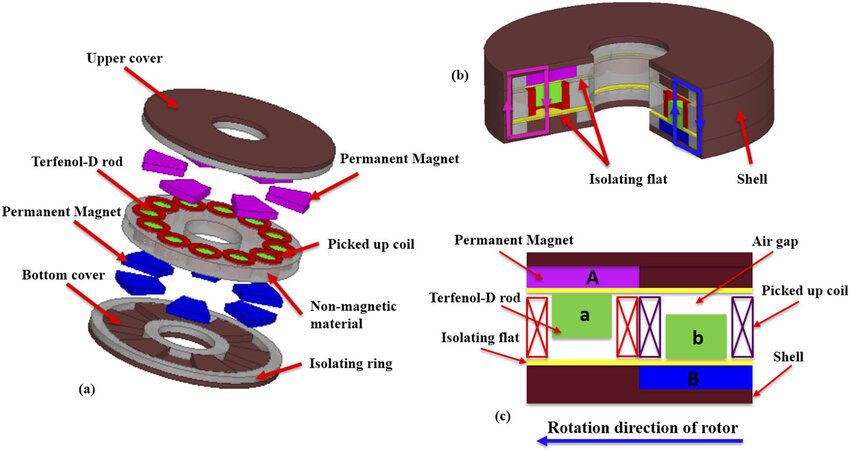 Upper cover
Terfenol-D rod
Permanent Magnet
Permanent Magnet
Picked up coil
Bottom cover
Non-magnetic
material
Isolating ring
(a)
(b)
Isolating flat
Shell
Permanent Magnet
Air gap
Terfenol-D rod
Picked up coil
Isolating flat
A
a
b
B
Shell
(c)
Rotation direction of rotor